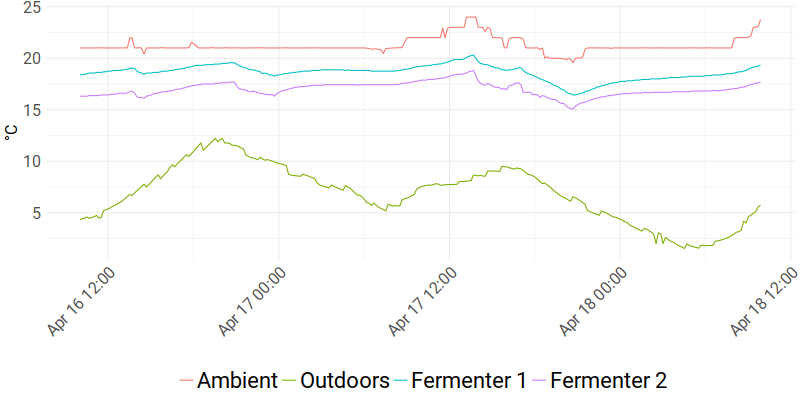 25
20
15
10
5
°C
Apr 16 12:00
Apr 17 00:00
Apr 17 12:00
Apr 18 00:00
Apr 18 12:00
Ambient Outdoors Fermenter 1 Fermenter 2